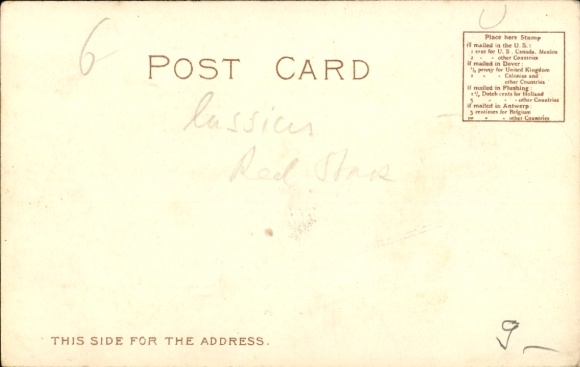 6
POST CARD
Place here Stamp
if mailed in the U. S.:
1 cent for U. S. Canada, Mexico
2 " " other Countries
if mailed in Dover:
½ penny for United Kingdom
1 " " Colonies and
other Countries
if mailed in Flushing:
2½ Dutch cents for Holland
5 " " other Countries
if mailed in Antwerp:
5 centimes for Belgium
10 " " other Countries
Red Star
THIS SIDE FOR THE ADDRESS.
9 –